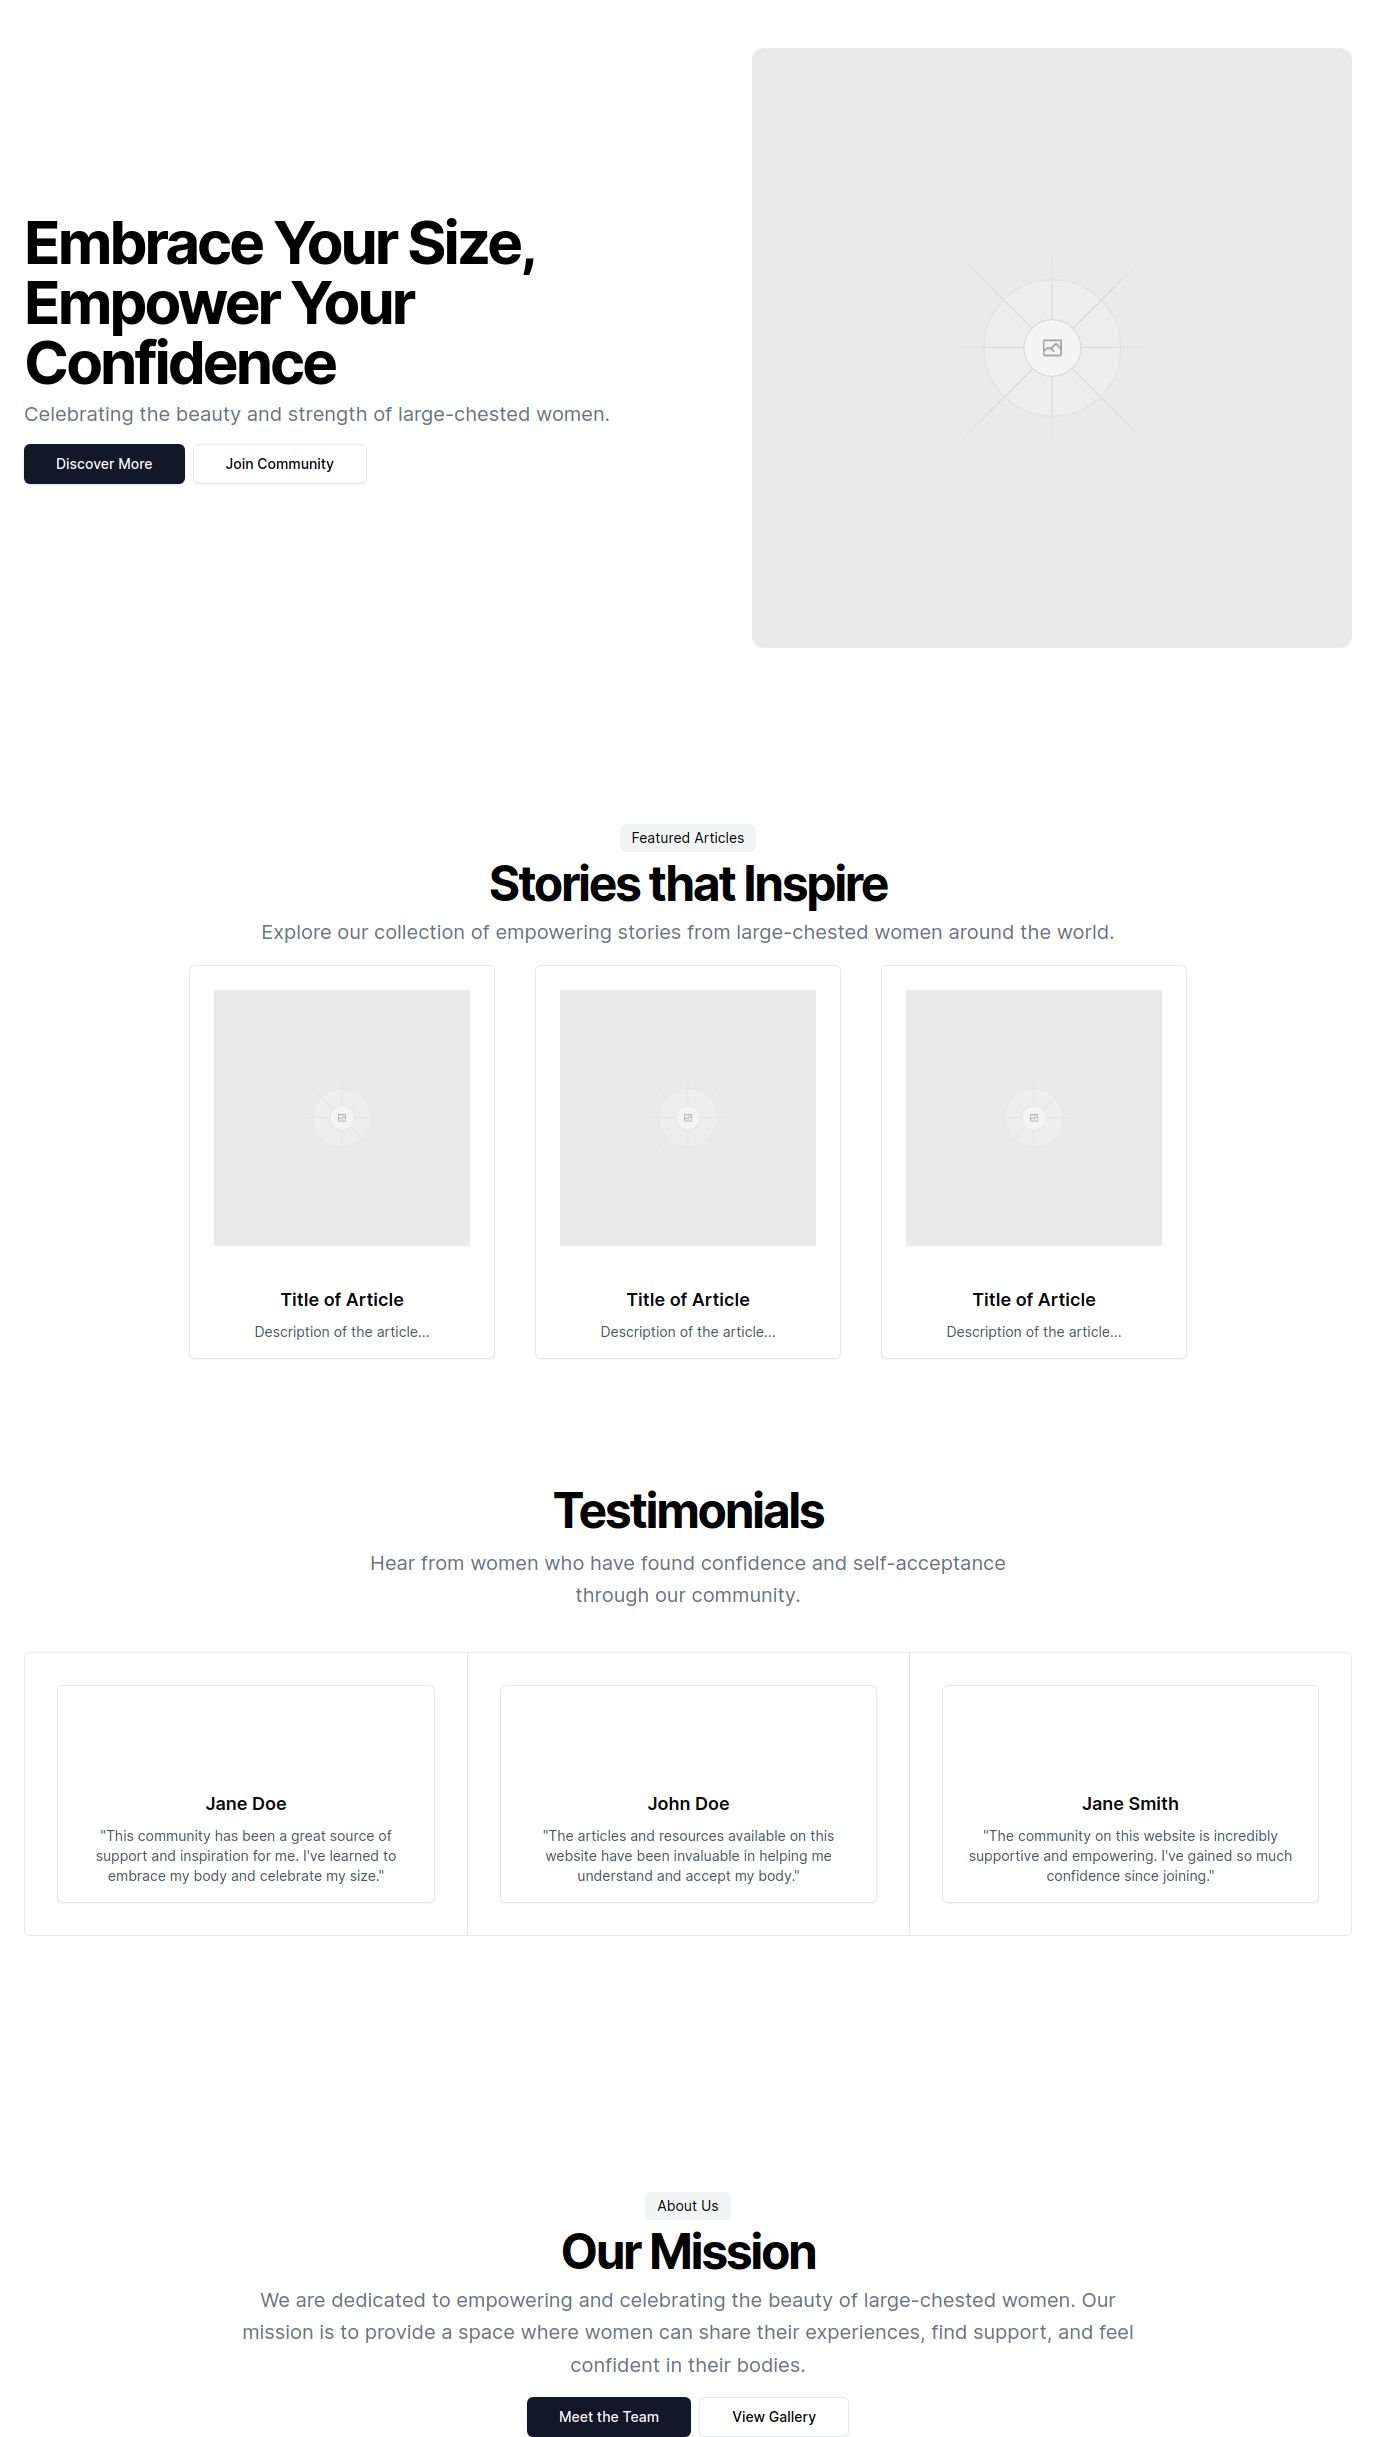 Embrace Your Size,
Empower Your
Confidence
Celebrating the beauty and strength of large-chested women.
Discover More
Join Community
Featured Articles
Stories that Inspire
Explore our collection of empowering stories from large-chested women around the world.
Title of Article
Description of the article...
Title of Article
Description of the article...
Title of Article
Description of the article...
Testimonials
Hear from women who have found confidence and self-acceptance
through our community.
Jane Doe
"This community has been a great source of
support and inspiration for me. I've learned to
embrace my body and celebrate my size."
John Doe
"The articles and resources available on this
website have been invaluable in helping me
understand and accept my body."
Jane Smith
"The community on this website is incredibly
supportive and empowering. I've gained so much
confidence since joining."
About Us
Our Mission
We are dedicated to empowering and celebrating the beauty of large-chested women. Our
mission is to provide a space where women can share their experiences, find support, and feel
confident in their bodies.
Meet the Team
View Gallery